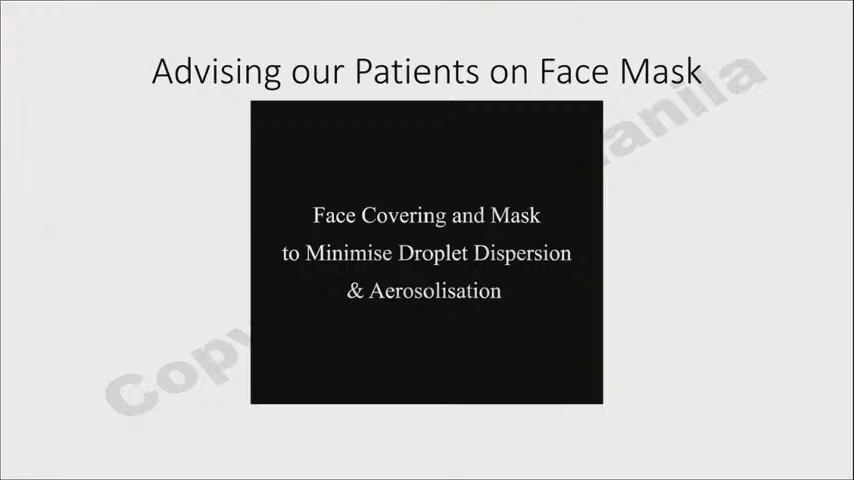 Advising our Patients on Face Mask
Face Covering and Mask
to Minimise Droplet Dispersion
& Aerosolisation